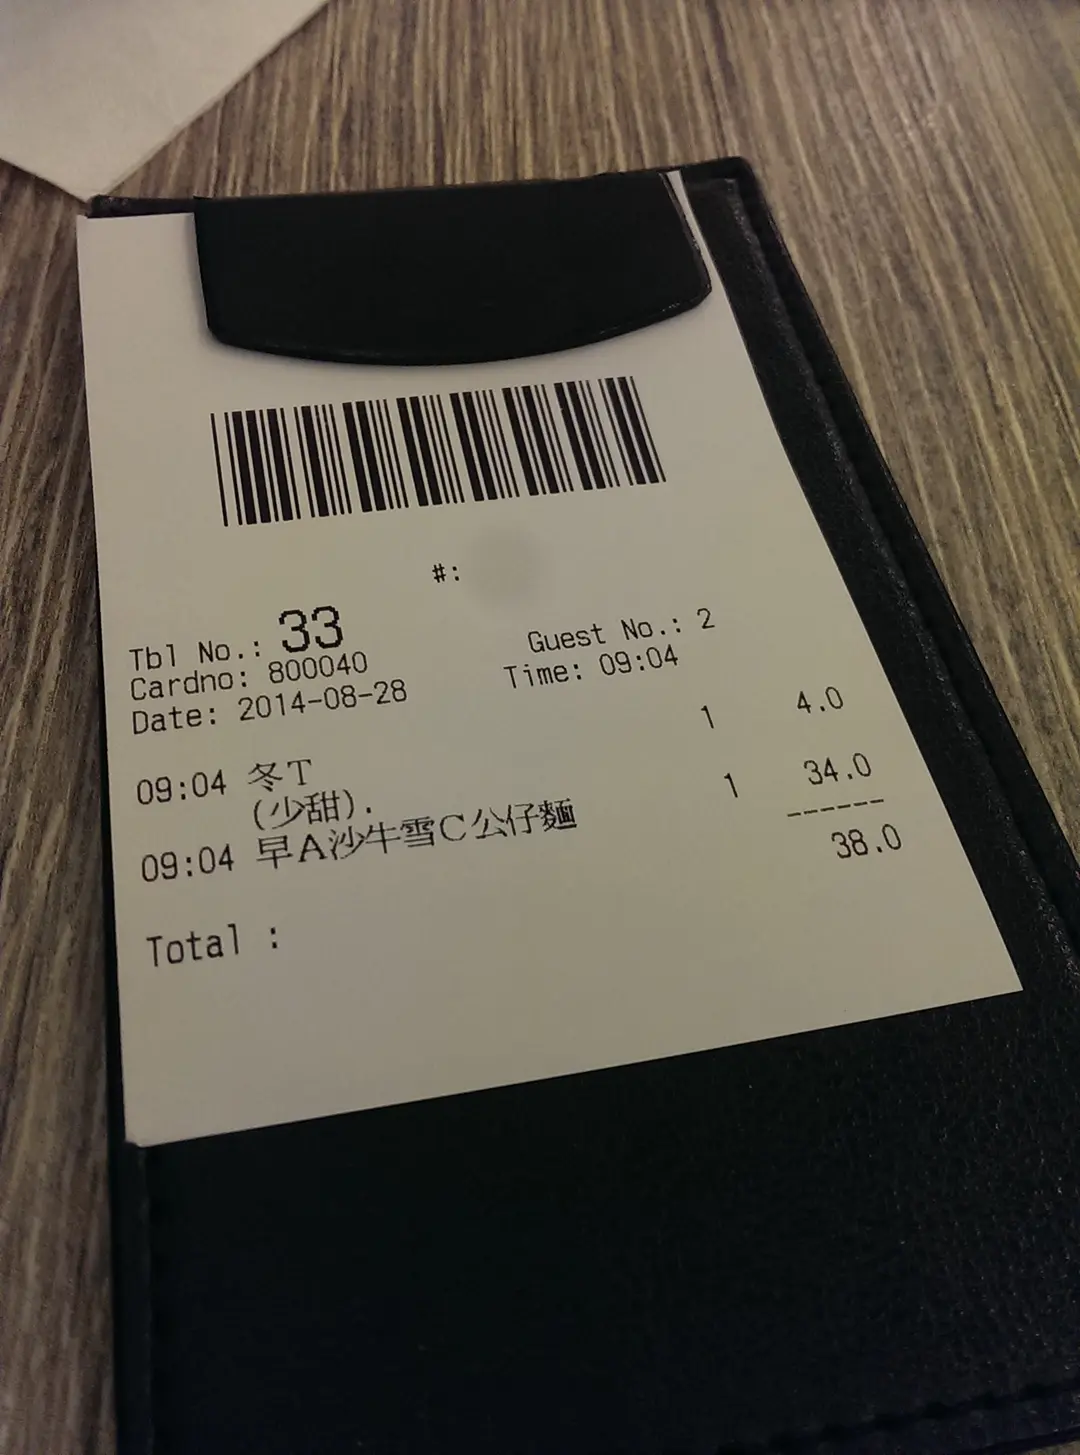 #:
Tbl No.: 33 Guest No.: 2
Cardno: 800040 Time: 09:04
Date: 2014-08-28
09:04 冬T 1 4.0
(少甜).
09:04 早A沙牛雪C公仔麵 1 34.0
------
Total : 38.0